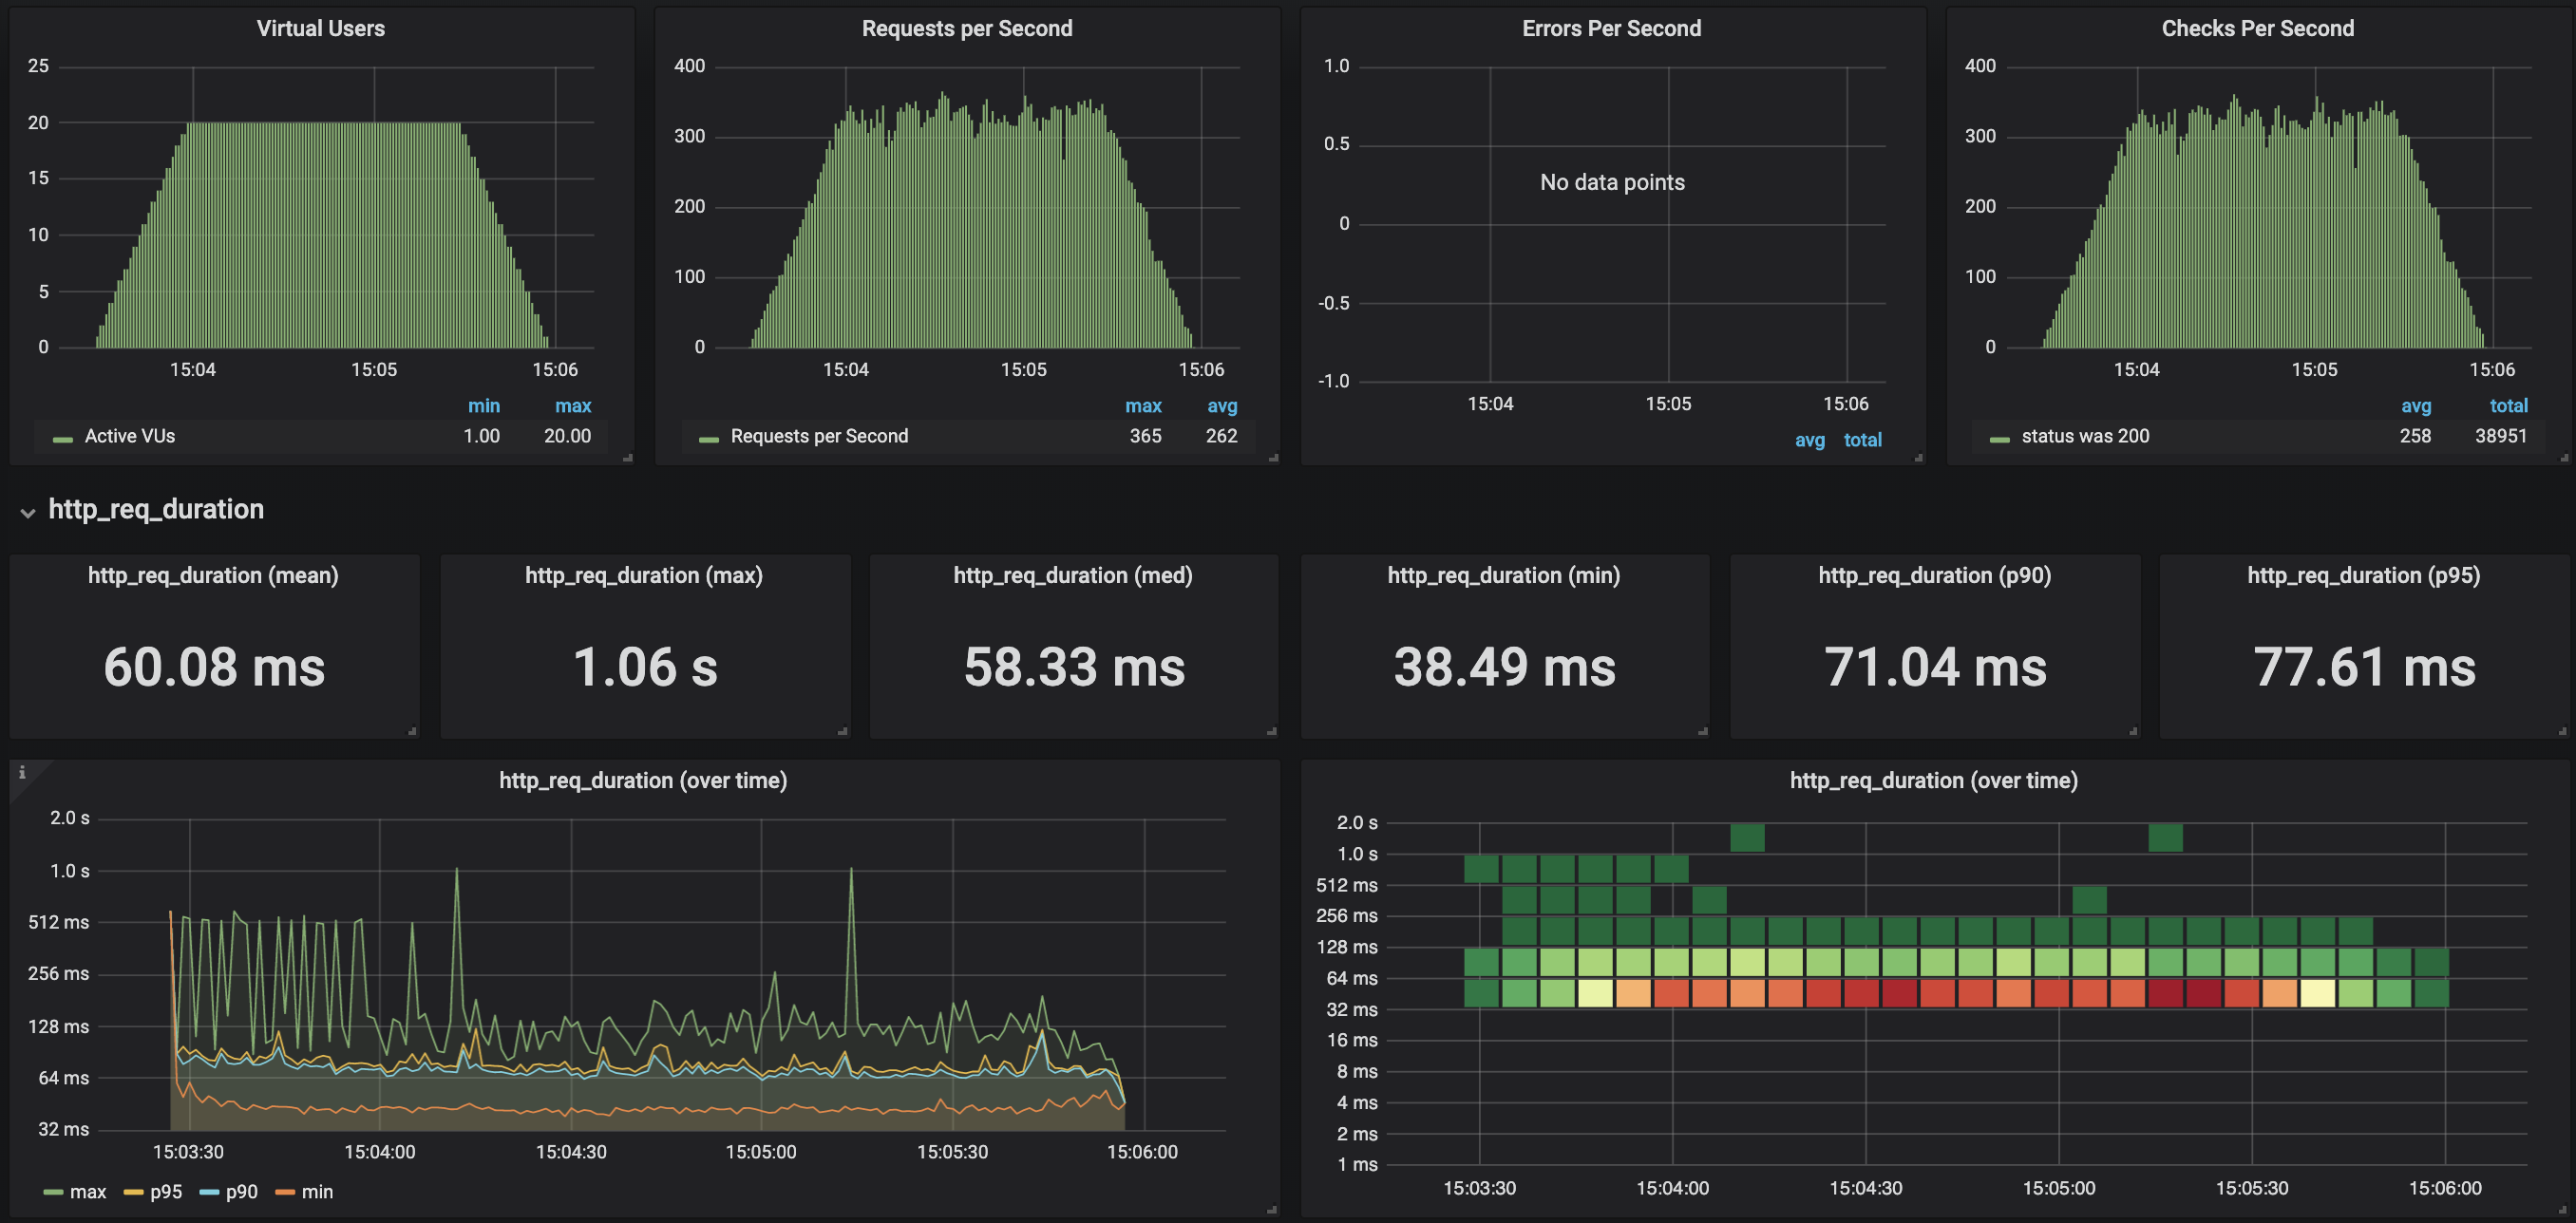 Virtual Users
25
20
15
10
5
0
15:04 15:05 15:06
min max
Active VUs 1.00 20.00
Requests per Second
400
300
200
100
0
15:04 15:05 15:06
max avg
Requests per Second 365 262
Errors Per Second
1.0
0.5
0
-0.5
-1.0
No data points
15:04 15:05 15:06
avg total
Checks Per Second
400
300
200
100
0
15:04 15:05 15:06
avg total
status was 200 258 38951
http_req_duration
http_req_duration (mean)
60.08 ms
http_req_duration (max)
1.06 s
http_req_duration (med)
58.33 ms
http_req_duration (min)
38.49 ms
http_req_duration (p90)
71.04 ms
http_req_duration (p95)
77.61 ms
i
http_req_duration (over time)
2.0 s
1.0 s
512 ms
256 ms
128 ms
64 ms
32 ms
15:03:30 15:04:00 15:04:30 15:05:00 15:05:30 15:06:00
max p95 p90 min
http_req_duration (over time)
2.0 s
1.0 s
512 ms
256 ms
128 ms
64 ms
32 ms
16 ms
8 ms
4 ms
2 ms
1 ms
15:03:30 15:04:00 15:04:30 15:05:00 15:05:30 15:06:00